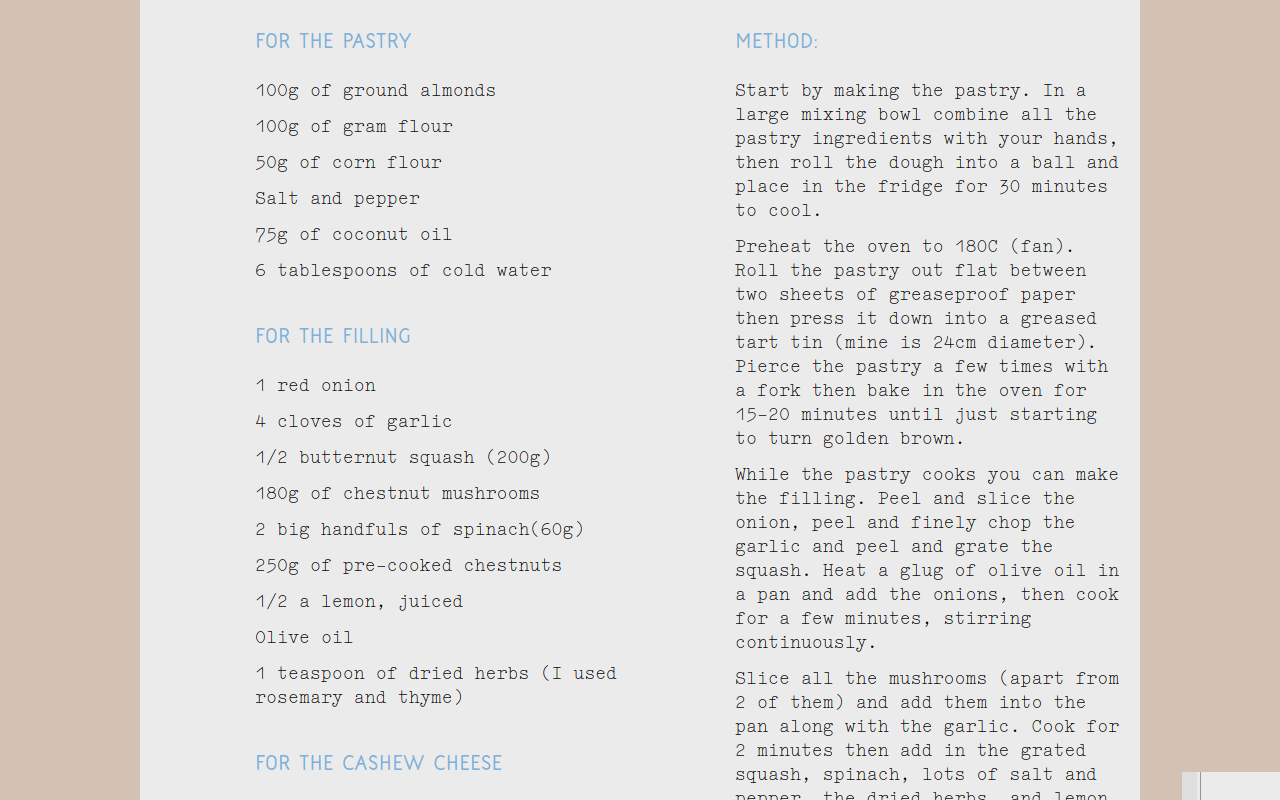 FOR THE PASTRY
100g of ground almonds
100g of gram flour
50g of corn flour
Salt and pepper
75g of coconut oil
6 tablespoons of cold water
FOR THE FILLING
1 red onion
4 cloves of garlic
1/2 butternut squash (200g)
180g of chestnut mushrooms
2 big handfuls of spinach(60g)
250g of pre-cooked chestnuts
1/2 a lemon, juiced
Olive oil
1 teaspoon of dried herbs (I used
rosemary and thyme)
FOR THE CASHEW CHEESE
METHOD:
Start by making the pastry. In a
large mixing bowl combine all the
pastry ingredients with your hands,
then roll the dough into a ball and
place in the fridge for 30 minutes
to cool.
Preheat the oven to 180C (fan).
Roll the pastry out flat between
two sheets of greaseproof paper
then press it down into a greased
tart tin (mine is 24cm diameter).
Pierce the pastry a few times with
a fork then bake in the oven for
15-20 minutes until just starting
to turn golden brown.
While the pastry cooks you can make
the filling. Peel and slice the
onion, peel and finely chop the
garlic and peel and grate the
squash. Heat a glug of olive oil in
a pan and add the onions, then cook
for a few minutes, stirring
continuously.
Slice all the mushrooms (apart from
2 of them) and add them into the
pan along with the garlic. Cook for
2 minutes then add in the grated
squash, spinach, lots of salt and
pepper, the dried herbs, and lemon